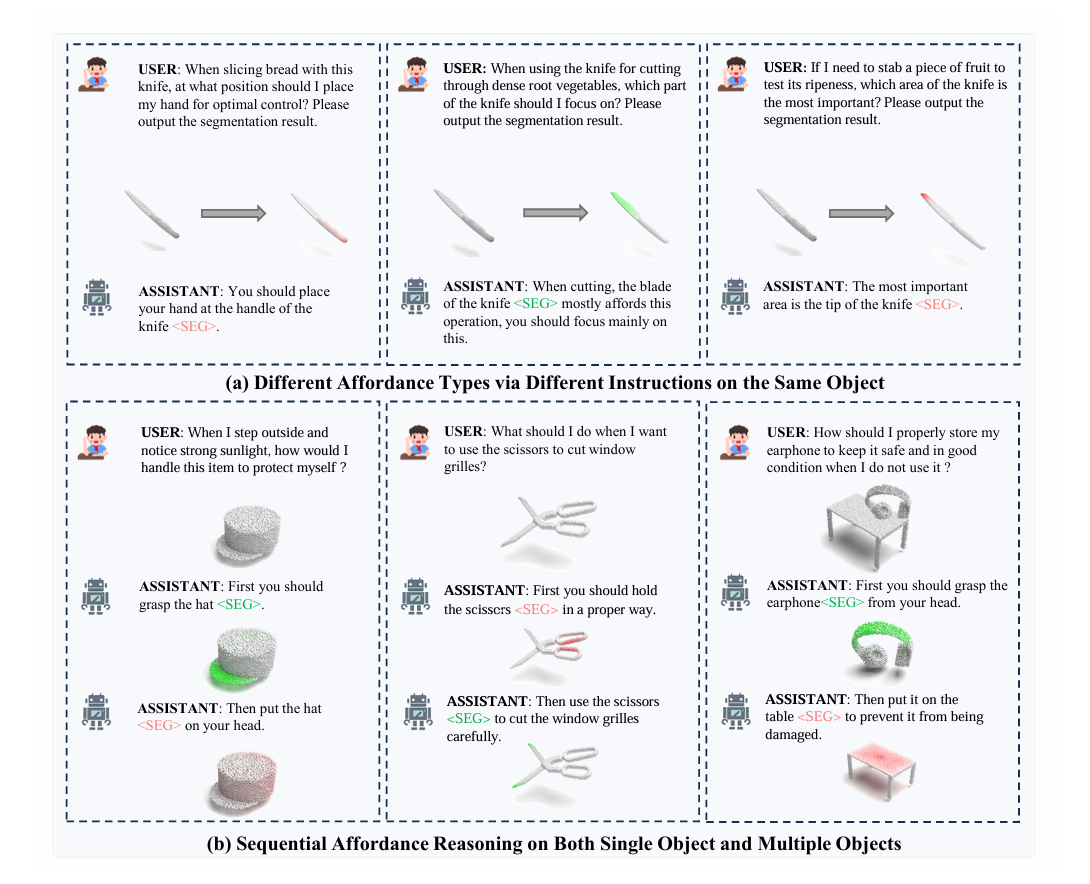 USER: When slicing bread with this
knife, at what position should I place
my hand for optimal control? Please
output the segmentation result.
ASSISTANT: You should place
your hand at the handle of the
knife <SEG>.
USER: When using the knife for cutting
through dense root vegetables, which part
of the knife should I focus on? Please
output the segmentation result.
ASSISTANT: When cutting, the blade
of the knife <SEG> mostly affords this
operation, you should focus mainly on
this.
USER: If I need to stab a piece of fruit to
test its ripeness, which area of the knife is
the most important? Please output the
segmentation result.
ASSISTANT: The most important
area is the tip of the knife <SEG>.
(a) Different Affordance Types via Different Instructions on the Same Object
USER: When I step outside and
notice strong sunlight, how would I
handle this item to protect myself ?
ASSISTANT: First you should
grasp the hat <SEG>.
ASSISTANT: Then put the hat
<SEG> on your head.
USER: What should I do when I want
to use the scissors to cut window
grilles?
ASSISTANT: First you should hold
the scissors <SEG> in a proper way.
ASSISTANT: Then use the scissors
<SEG> to cut the window grilles
carefully.
USER: How should I properly store my
earphone to keep it safe and in good
condition when I do not use it ?
ASSISTANT: First you should grasp the
earphone<SEG> from your head.
ASSISTANT: Then put it on the
table <SEG> to prevent it from being
damaged.
(b) Sequential Affordance Reasoning on Both Single Object and Multiple Objects